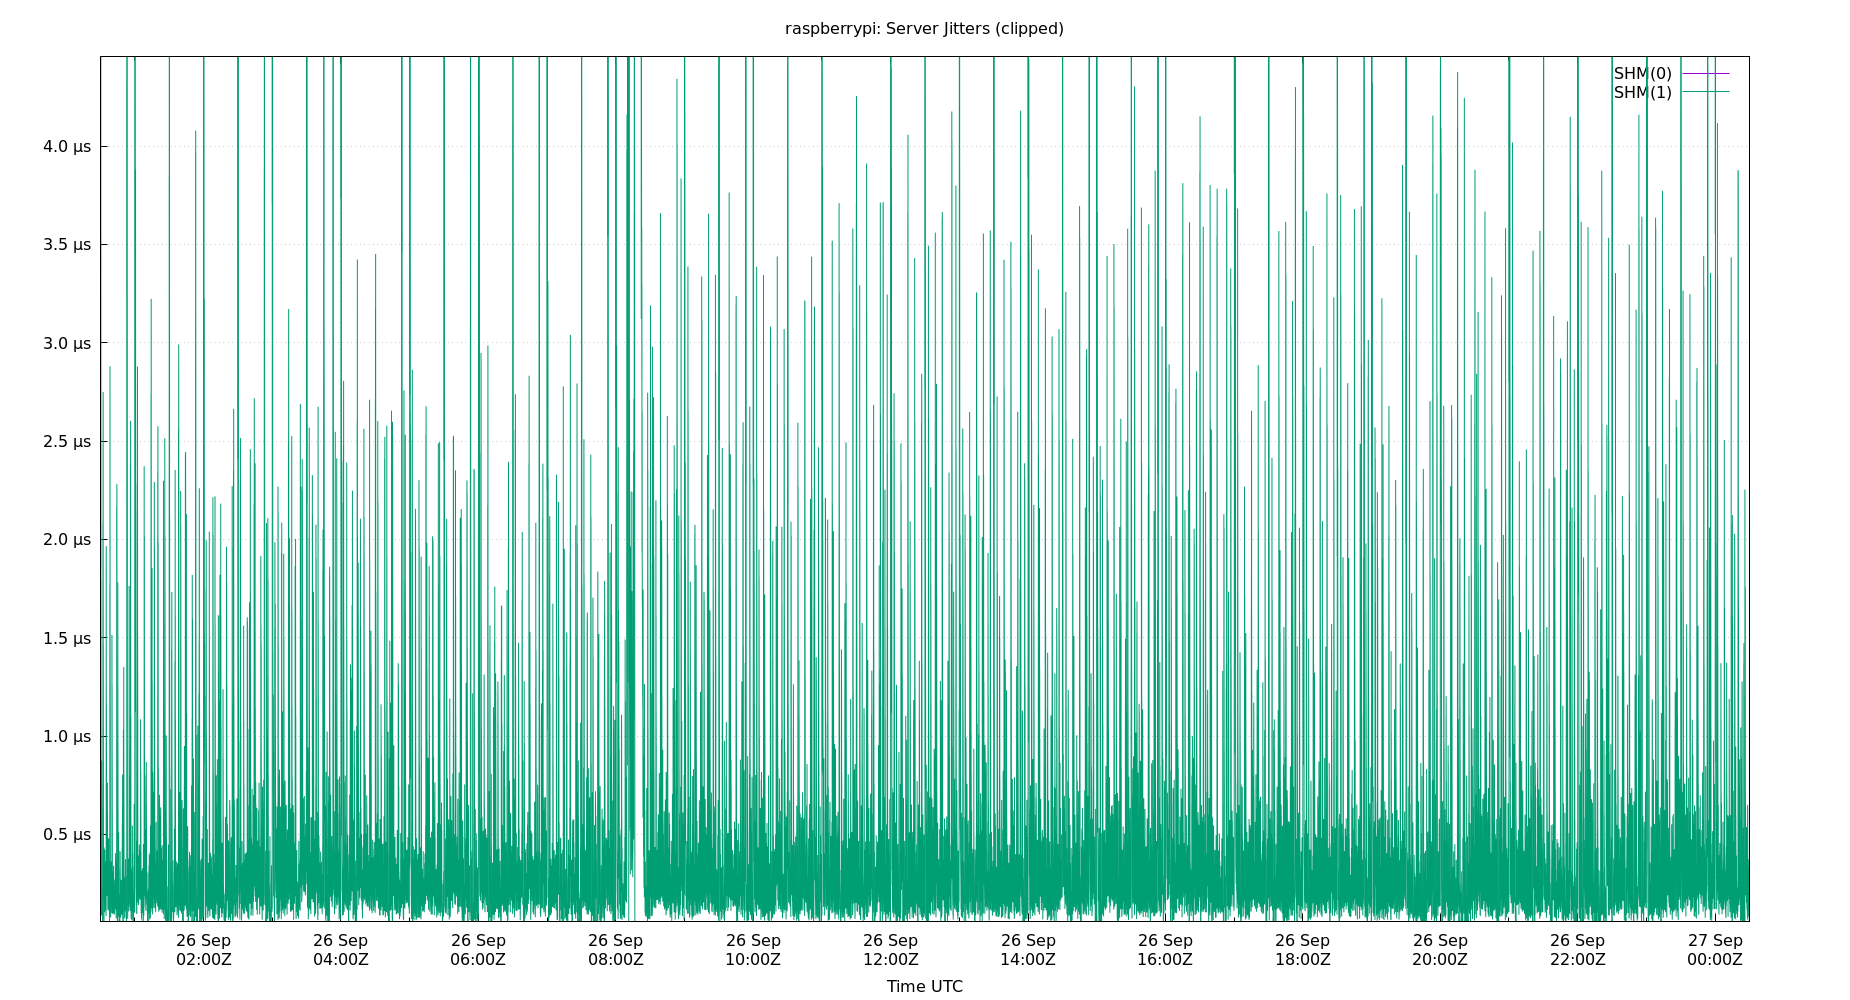 raspberrypi: Server Jitters (clipped)
SHM(0)
SHM(1)
4.0 µs
3.5 µs
3.0 µs
2.5 µs
2.0 µs
1.5 µs
1.0 µs
0.5 µs
26 Sep 26 Sep 26 Sep 26 Sep 26 Sep 26 Sep 26 Sep 26 Sep 26 Sep 26 Sep 26 Sep 27 Sep
02:00Z 04:00Z 06:00Z 08:00Z 10:00Z 12:00Z 14:00Z 16:00Z 18:00Z 20:00Z 22:00Z 00:00Z
Time UTC